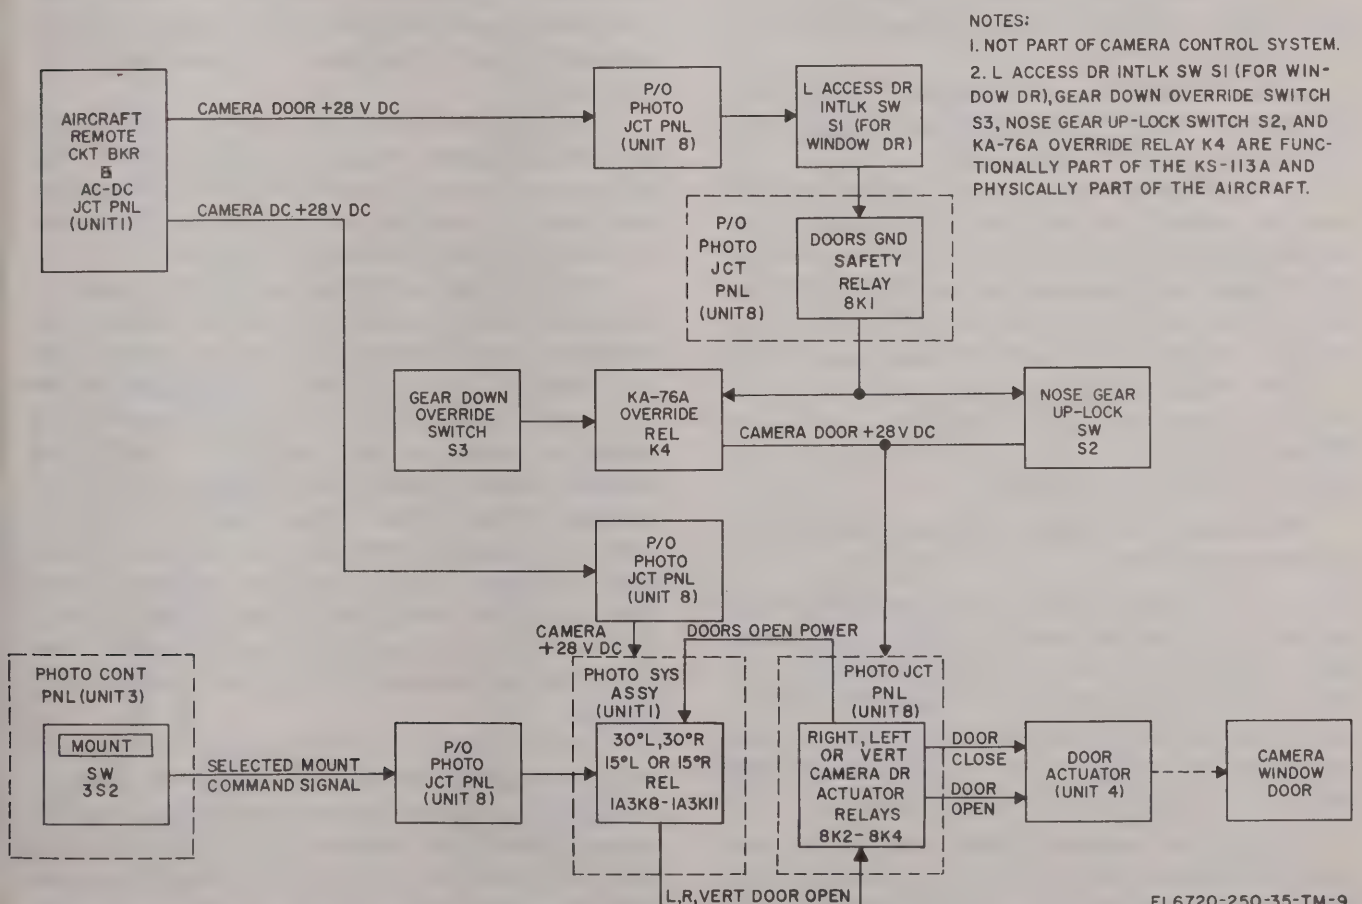 NOTES:
1. NOT PART OF CAMERA CONTROL SYSTEM.
2. L ACCESS DR INTLK SW S1 (FOR WIN-
DOW DR), GEAR DOWN OVERRIDE SWITCH
S3, NOSE GEAR UP-LOCK SWITCH S2, AND
KA-76A OVERRIDE RELAY K4 ARE FUNC-
TIONALLY PART OF THE KS-113A AND
PHYSICALLY PART OF THE AIRCRAFT.
AIRCRAFT
REMOTE
CKT BKR
&
AC-DC
JCT PNL
(UNIT 1)
CAMERA DOOR +28 V DC
CAMERA DC +28 V DC
P/O
PHOTO
JCT PNL
(UNIT 8)
L ACCESS DR
INTLK SW
S1 (FOR
WINDOW DR)
P/O
PHOTO
JCT
PNL
(UNIT 8)
DOORS GND
SAFETY
RELAY
8K1
GEAR DOWN
OVERRIDE
SWITCH
S3
KA-76A
OVERRIDE
REL
K4
CAMERA DOOR +28 V DC
NOSE GEAR
UP-LOCK
SW
S2
P/O
PHOTO
JCT PNL
(UNIT 8)
CAMERA
+28 V DC
DOORS OPEN POWER
PHOTO CONT
PNL (UNIT 3)
MOUNT
SW
3S2
SELECTED MOUNT
COMMAND SIGNAL
P/O
PHOTO
JCT PNL
(UNIT 8)
PHOTO SYS
ASSY
(UNIT 1)
30°L, 30°R
15°L OR 15°R
REL
1A3K8-1A3K11
PHOTO JCT
PNL
(UNIT 8)
RIGHT, LEFT
OR VERT
CAMERA DR
ACTUATOR
RELAYS
8K2-8K4
DOOR
CLOSE
DOOR
OPEN
DOOR
ACTUATOR
(UNIT 4)
CAMERA
WINDOW
DOOR
L, R, VERT DOOR OPEN
EL6720-250-35-TM-9